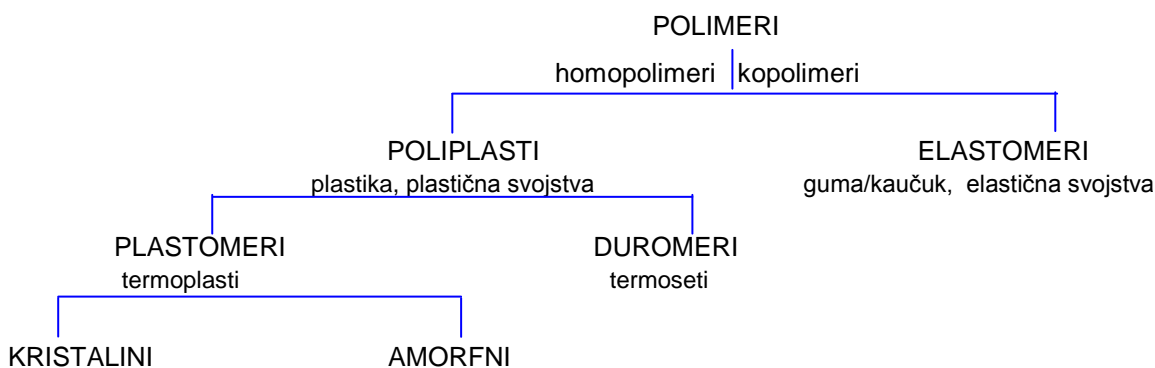 POLIMERI
homopolimeri kopolimeri
POLIPLASTI ELASTOMERI
plastika, plastična svojstva guma/kaučuk, elastična svojstva
PLASTOMERI DUROMERI
termoplasti termoseti
KRISTALINI AMORFNI